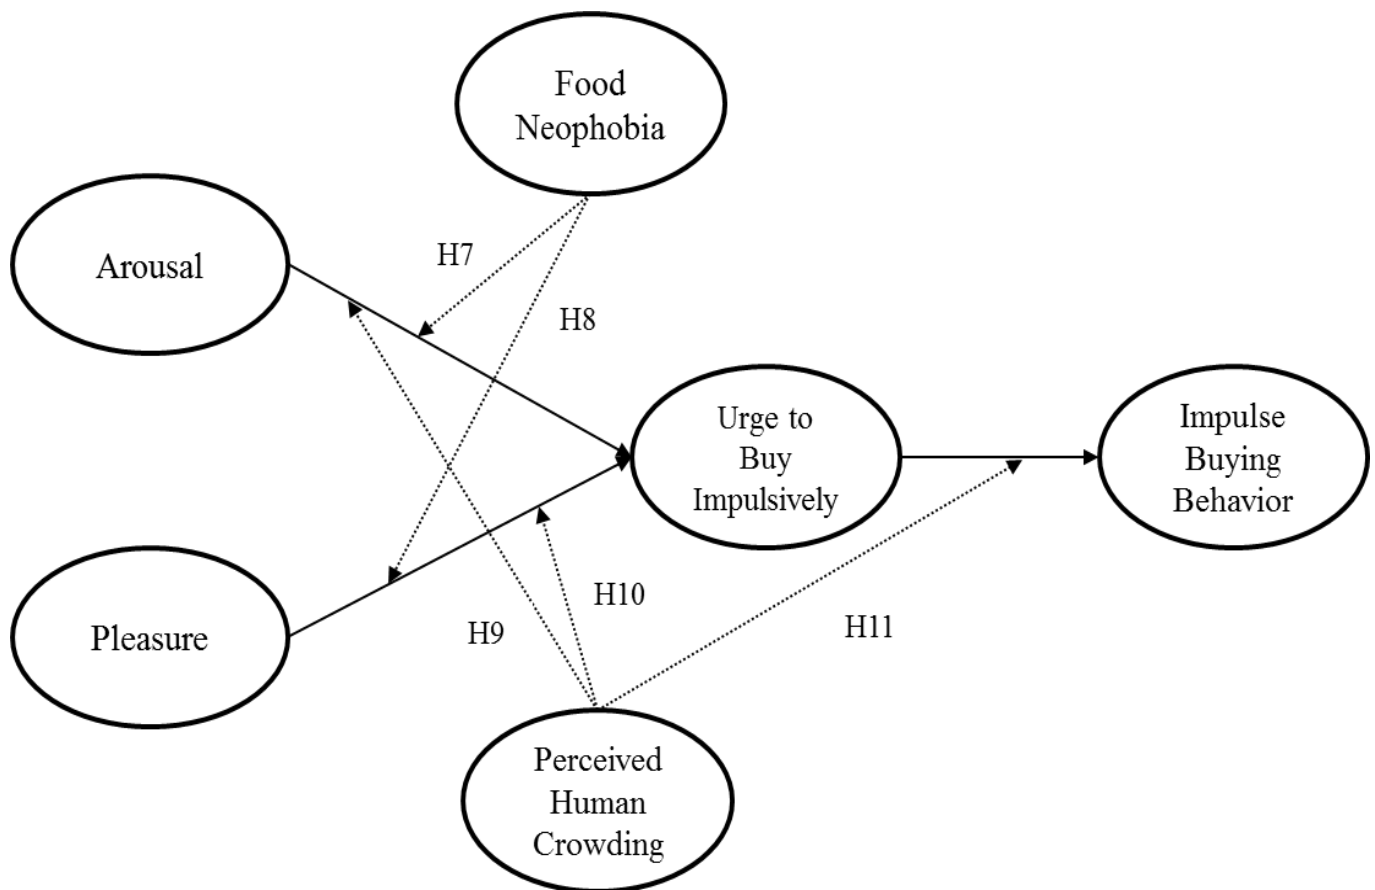 Food
Neophobia
H7
Arousal
H8
Urge to
Buy
Impulsively
Impulse
Buying
Behavior
H10
H9
H11
Pleasure
Perceived
Human
Crowding